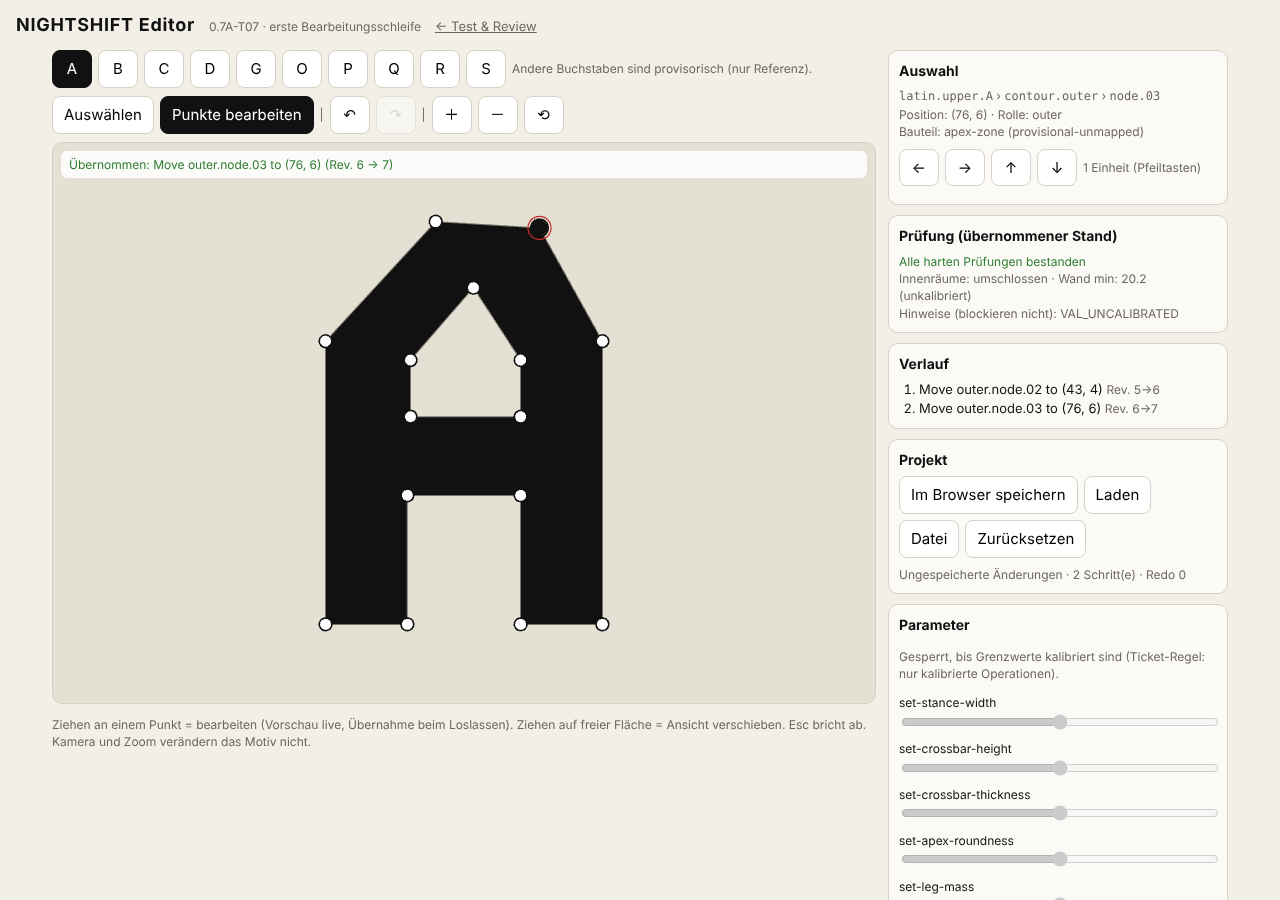 NIGHTSHIFT Editor 0.7A-T07 · erste Bearbeitungsschleife ← Test & Review
A B C D G O P Q R S Andere Buchstaben sind provisorisch (nur Referenz).
Auswählen Punkte bearbeiten | ↶ ↷ | + − ⟲
Übernommen: Move outer.node.03 to (76, 6) (Rev. 6 → 7)
Ziehen an einem Punkt = bearbeiten (Vorschau live, Übernahme beim Loslassen). Ziehen auf freier Fläche = Ansicht verschieben. Esc bricht ab.
Kamera und Zoom verändern das Motiv nicht.
Auswahl
latin.upper.A › contour.outer › node.03
Position: (76, 6) · Rolle: outer
Bauteil: apex-zone (provisional-unmapped)
← → ↑ ↓ 1 Einheit (Pfeiltasten)
Prüfung (übernommener Stand)
Alle harten Prüfungen bestanden
Innenräume: umschlossen · Wand min: 20.2
(unkalibriert)
Hinweise (blockieren nicht): VAL_UNCALIBRATED
Verlauf
1. Move outer.node.02 to (43, 4) Rev. 5→6
2. Move outer.node.03 to (76, 6) Rev. 6→7
Projekt
Im Browser speichern Laden
Datei Zurücksetzen
Ungespeicherte Änderungen · 2 Schritt(e) · Redo 0
Parameter
Gesperrt, bis Grenzwerte kalibriert sind (Ticket-Regel:
nur kalibrierte Operationen).
set-stance-width
set-crossbar-height
set-crossbar-thickness
set-apex-roundness
set-leg-mass